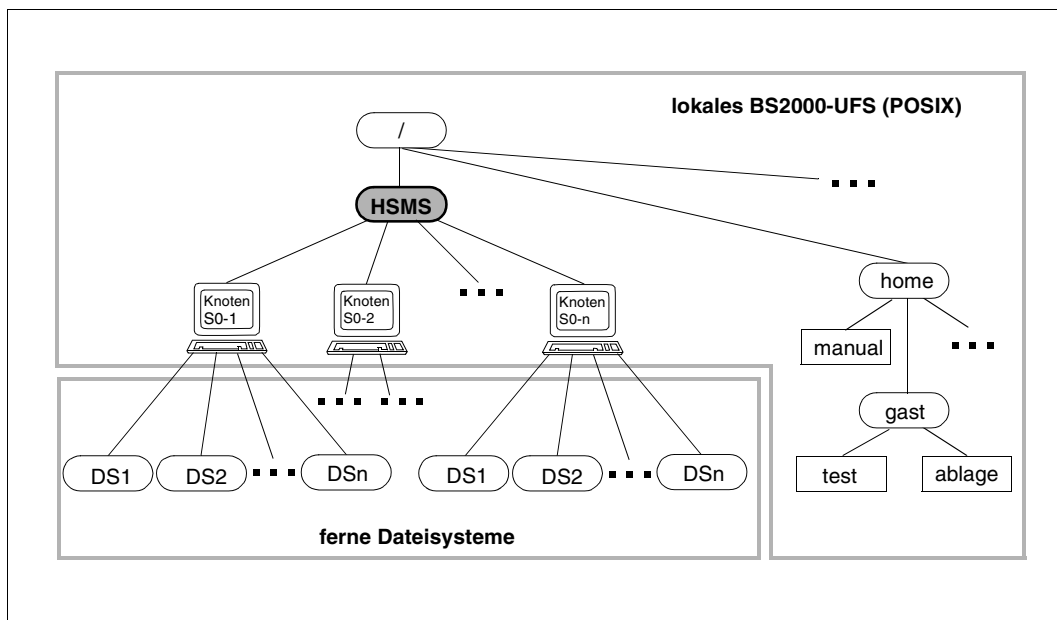 lokales BS2000-UFS (POSIX)
/
HSMS
Knoten
S0-1
Knoten
S0-2
Knoten
S0-n
home
manual
gast
test
ablage
DS1
DS2
DSn
DS1
DS2
DSn
ferne Dateisysteme